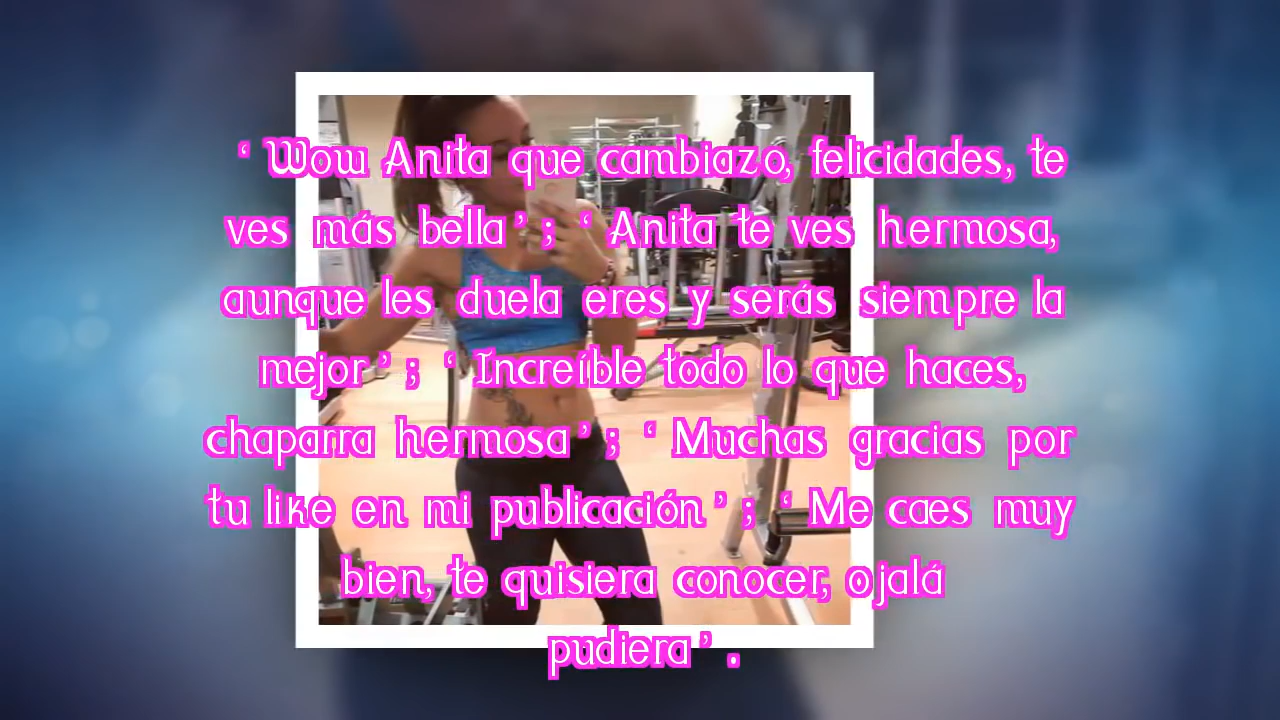 ‘ Wow Anita que cambiazo, felicidades, te
ves más bella ’ ; ‘ Anita te ves hermosa,
aunque les duela eres y serás siempre la
mejor ’ ; ‘ Increíble todo lo que haces,
chaparra hermosa ’ ; ‘ Muchas gracias por
tu like en mi publicación ’ ; ‘ Me caes muy
bien, te quisiera conocer, ojalá
pudiera ’ .